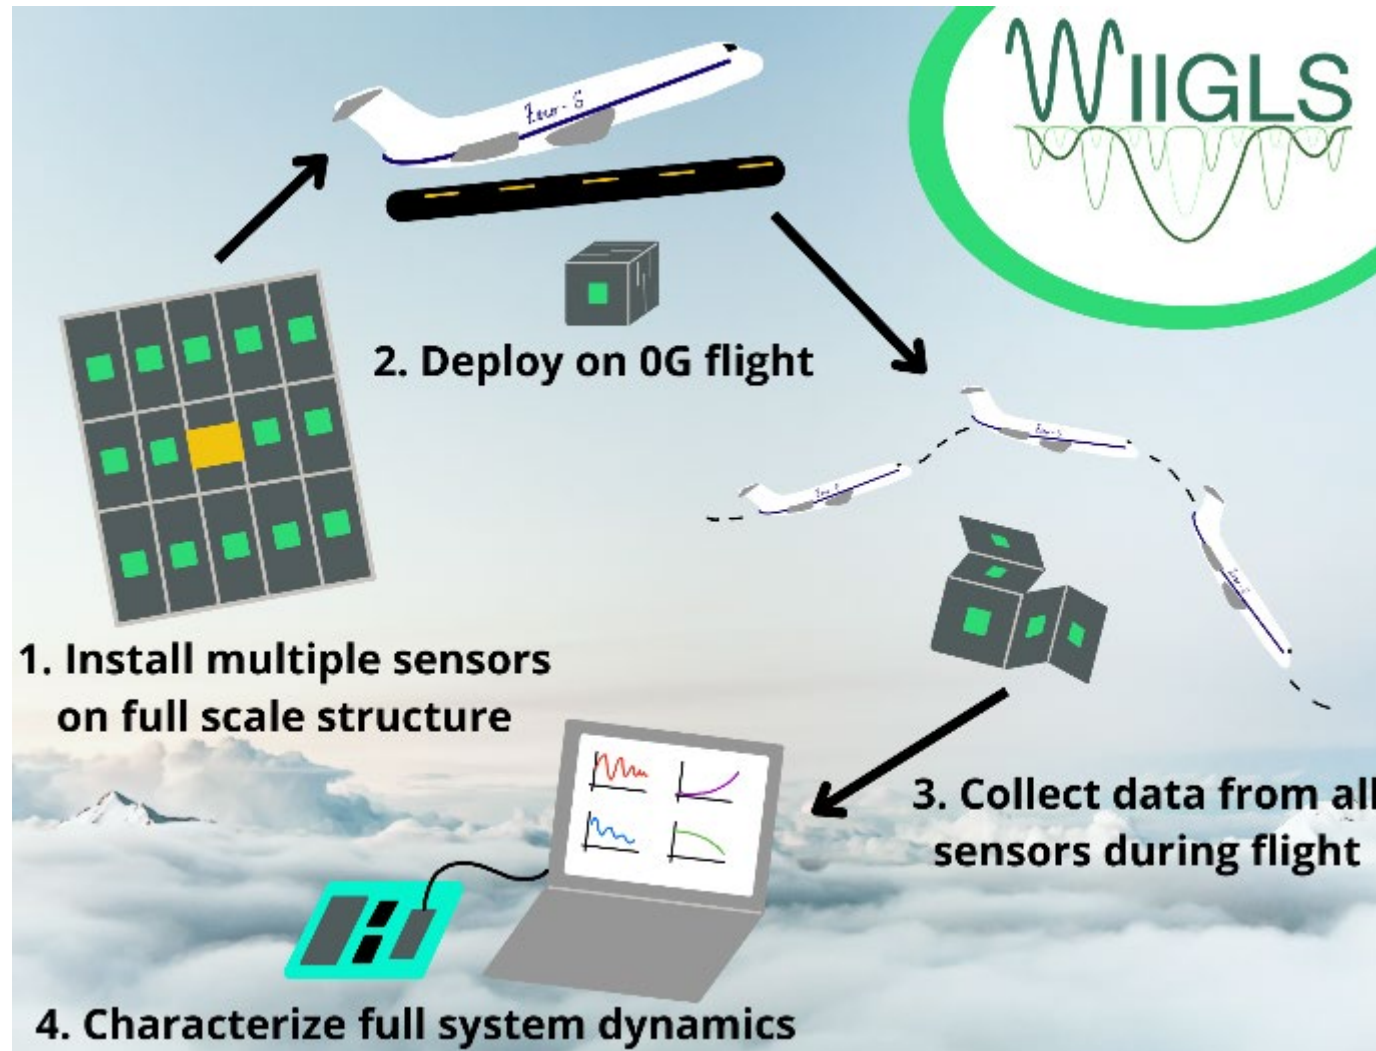 WIIGLS
Zero-G
2. Deploy on 0G flight
1. Install multiple sensors
on full scale structure
3. Collect data from all
sensors during flight
4. Characterize full system dynamics